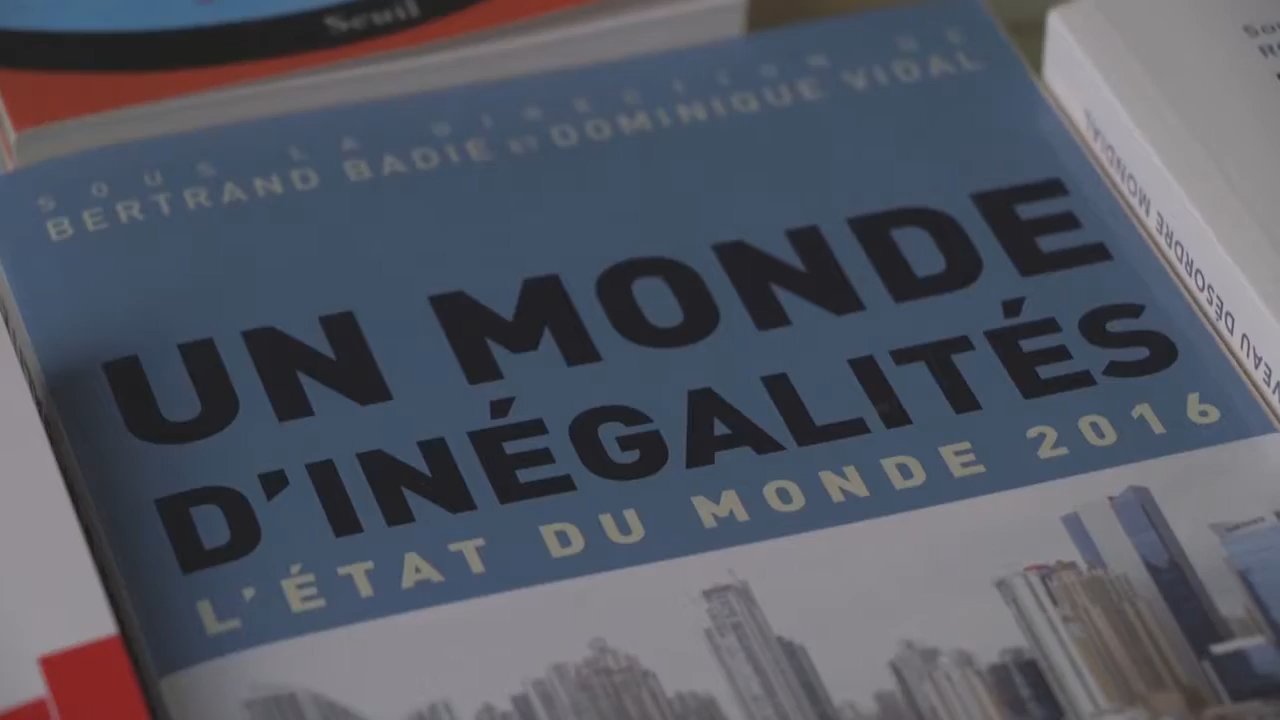 Seuil
SOUS LA DIRECTION DE
BERTRAND BADIE ET DOMINIQUE VIDAL
UN MONDE
D'INÉGALITÉS
L'ÉTAT DU MONDE 2016
DÉSORDRE MONDIAL